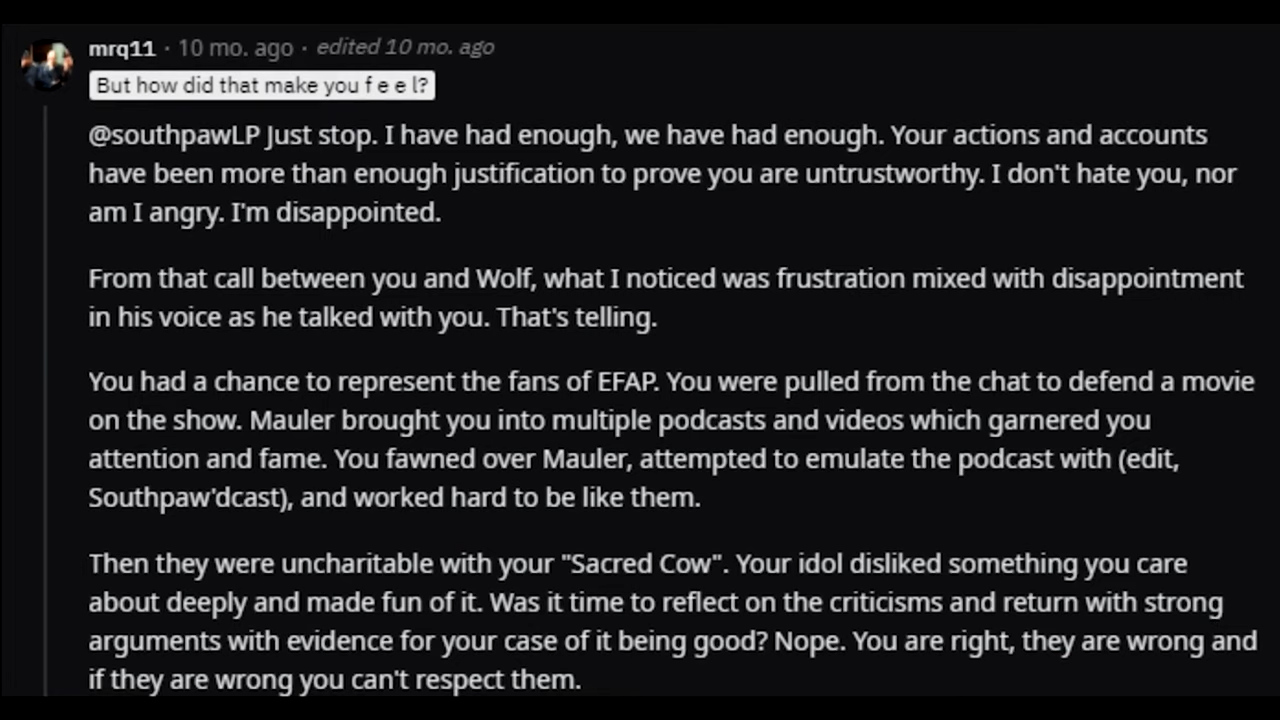 mrq11 · 10 mo. ago · edited 10 mo. ago
But how did that make you f e e l?
@southpawLP Just stop. I have had enough, we have had enough. Your actions and accounts
have been more than enough justification to prove you are untrustworthy. I don't hate you, nor
am I angry. I'm disappointed.
From that call between you and Wolf, what I noticed was frustration mixed with disappointment
in his voice as he talked with you. That's telling.
You had a chance to represent the fans of EFAP. You were pulled from the chat to defend a movie
on the show. Mauler brought you into multiple podcasts and videos which garnered you
attention and fame. You fawned over Mauler, attempted to emulate the podcast with (edit,
Southpaw'dcast), and worked hard to be like them.
Then they were uncharitable with your "Sacred Cow". Your idol disliked something you care
about deeply and made fun of it. Was it time to reflect on the criticisms and return with strong
arguments with evidence for your case of it being good? Nope. You are right, they are wrong and
if they are wrong you can't respect them.